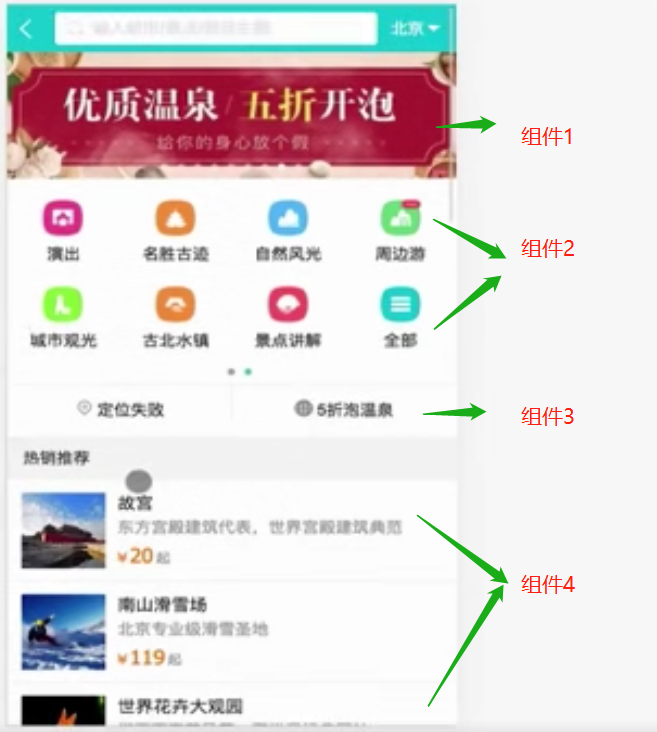 北京
优质温泉/五折开泡
给你的身心放个假
组件1
演出 名胜古迹 自然风光 周边游
组件2
城市观光 古北水镇 景点讲解 全部
定位失败 5折泡温泉
组件3
热销推荐
故宫
东方宫殿建筑代表，世界宫殿建筑典范
¥20起
组件4
南山滑雪场
北京专业级滑雪圣地
¥119起
世界花卉大观园